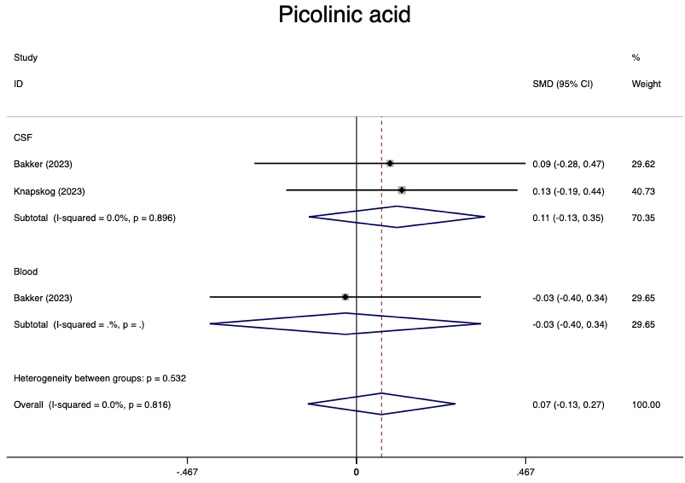 Picolinic acid
Study %
ID SMD (95% CI) Weight
CSF
Bakker (2023) 0.09 (-0.28, 0.47) 29.62
Knapskog (2023) 0.13 (-0.19, 0.44) 40.73
Subtotal (I-squared = 0.0%, p = 0.896) 0.11 (-0.13, 0.35) 70.35
Blood
Bakker (2023) -0.03 (-0.40, 0.34) 29.65
Subtotal (I-squared = .%, p = .) -0.03 (-0.40, 0.34) 29.65
Heterogeneity between groups: p = 0.532
Overall (I-squared = 0.0%, p = 0.816) 0.07 (-0.13, 0.27) 100.00
-.467 0 .467